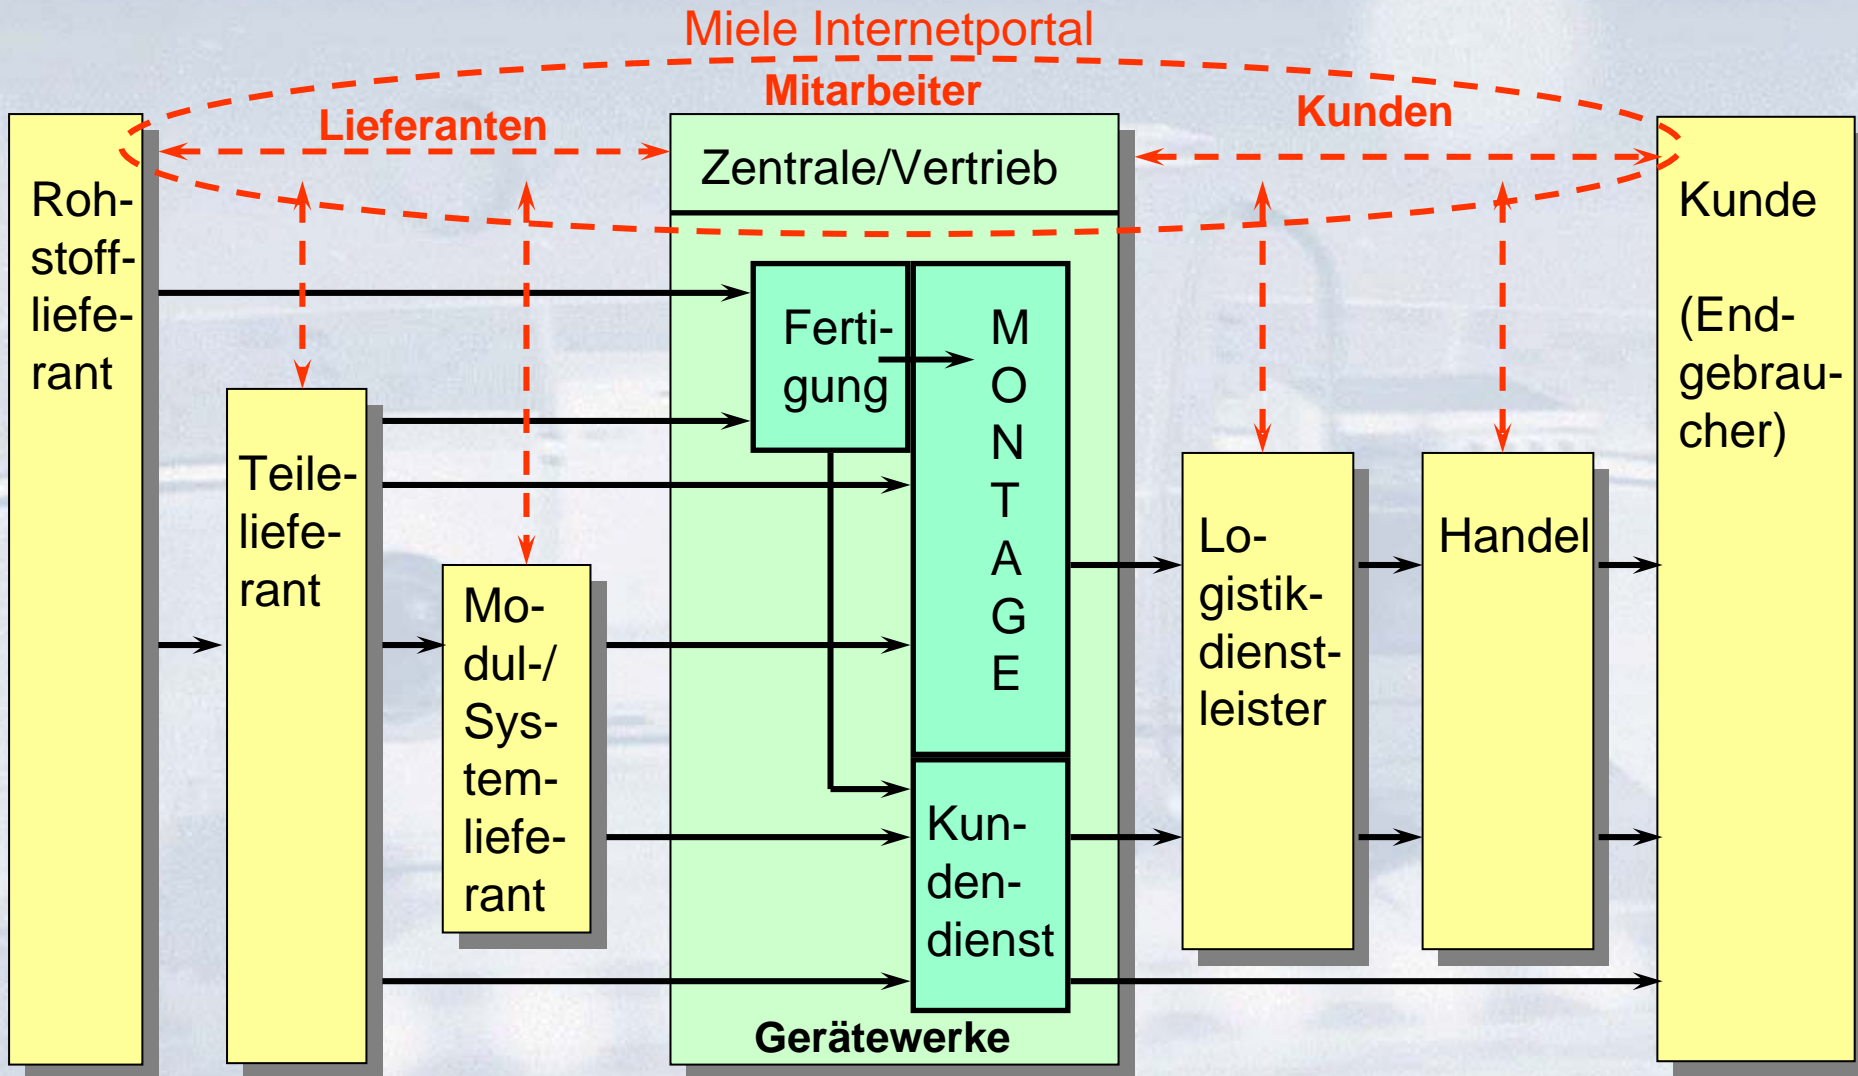 Miele Internetportal
Mitarbeiter
Lieferanten
Kunden
Zentrale/Vertrieb
Roh-
stoff-
liefe-
rant
Teile-
liefe-
rant
Mo-
dul-/
Sys-
tem-
liefe-
rant
Ferti-
gung
M
O
N
T
A
G
E
Kun-
den-
dienst
Gerätewerke
Lo-
gistik-
dienst-
leister
Handel
Kunde
(End-
gebrau-
cher)